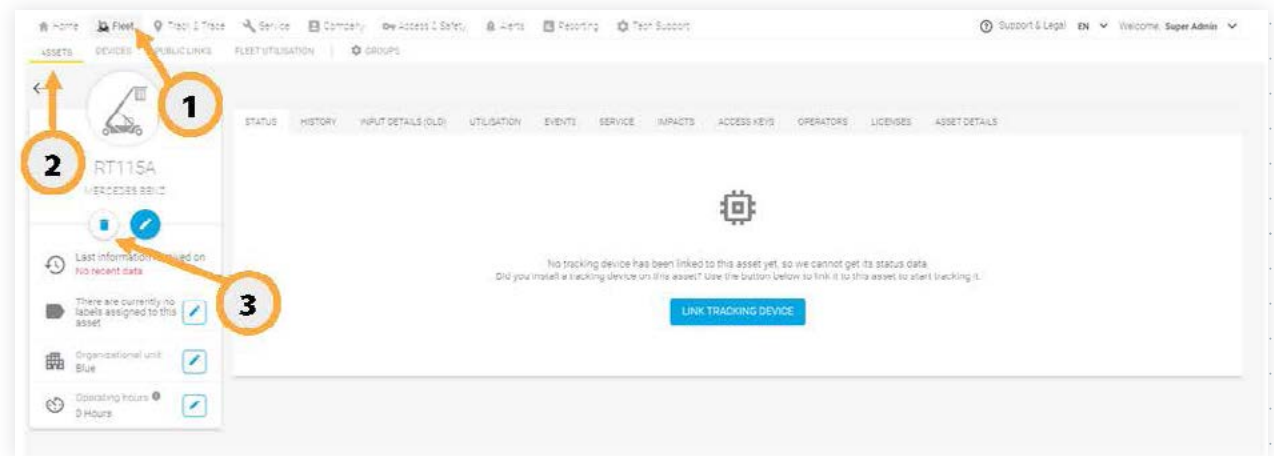 Home Fleet Track & Trace Service Company Access & Safety Alerts Reporting Tech Support Support & Legal EN Welcome, Super Admin
ASSETS DEVICES PUBLIC LINKS FLEET UTILISATION GROUPS
1
STATUS HISTORY INPUT DETAILS (OLD) UTILISATION EVENTS SERVICE IMPACTS ACCESS KEYS OPERATORS LICENSES ASSET DETAILS
2
RT115A
MERCEDES BENZ
Last information received on
No recent data
No tracking device has been linked to this asset yet, so we cannot get its status data.
Did you install a tracking device on this asset? Use the button below to link it to this asset to start tracking it.
There are currently no
labels assigned to this
asset
3
LINK TRACKING DEVICE
Organizational unit
Blue
Operating hours
0 Hours